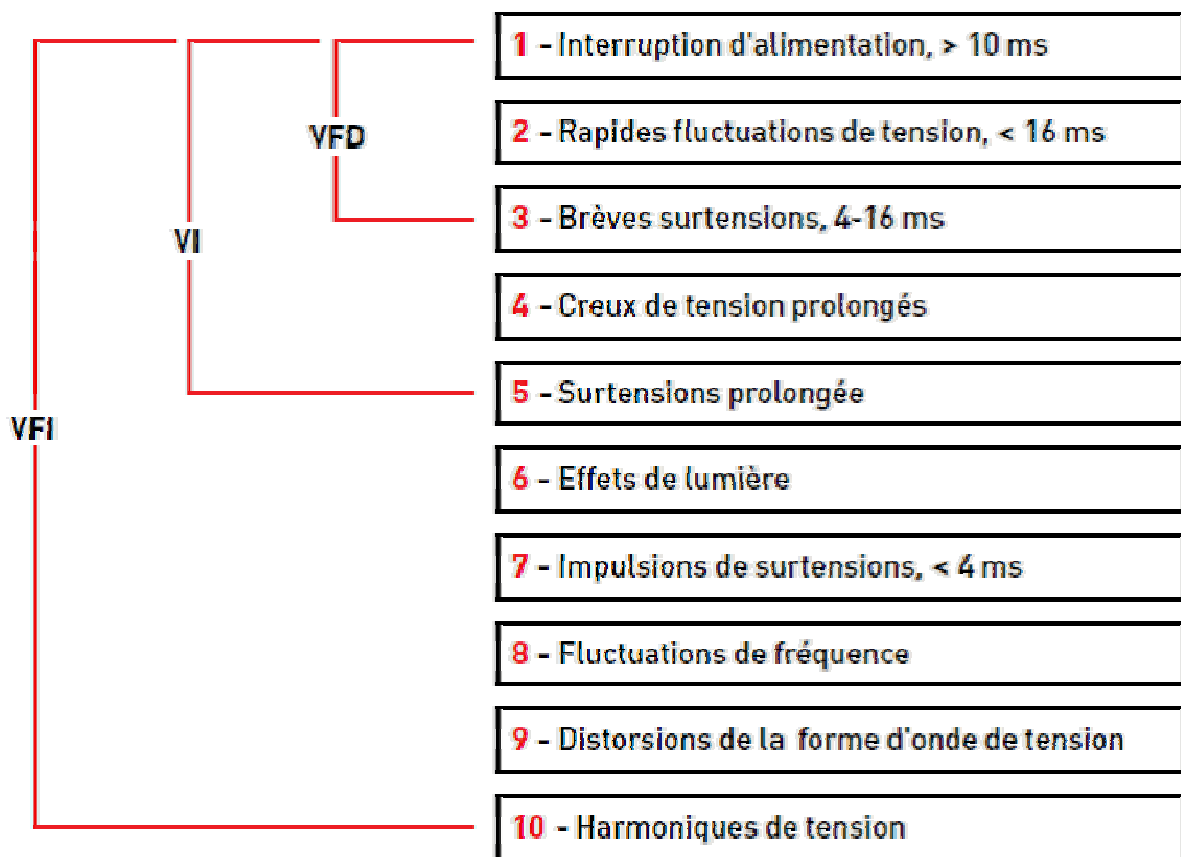 1 - Interruption d'alimentation, > 10 ms
VFD
2 - Rapides fluctuations de tension, < 16 ms
3 - Brèves surtensions, 4-16 ms
VI
4 - Creux de tension prolongés
5 - Surtensions prolongée
VFI
6 - Effets de lumière
7 - Impulsions de surtensions, < 4 ms
8 - Fluctuations de fréquence
9 - Distorsions de la forme d'onde de tension
10 - Harmoniques de tension